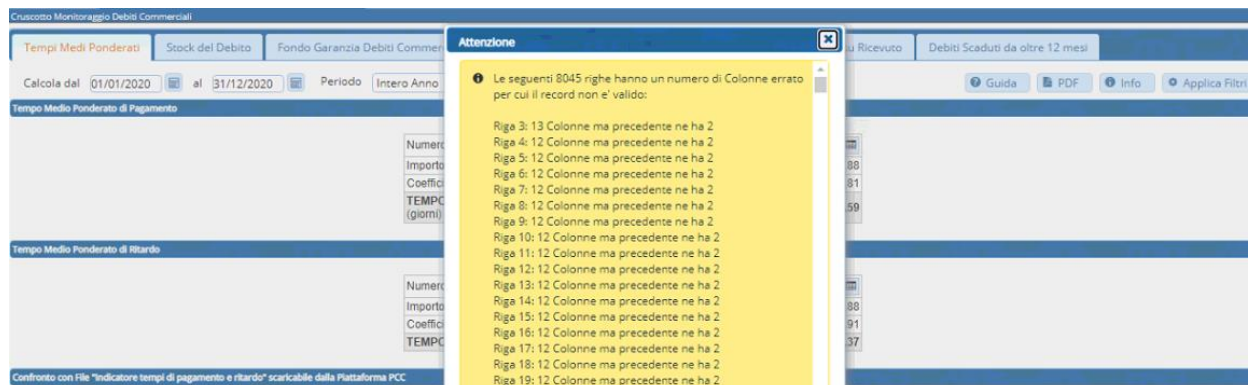 Cruscotto Monitoraggio Debiti Commerciali
Tempi Medi Ponderati Stock del Debito Fondo Garanzia Debiti Commer u Ricevuto Debiti Scaduti da oltre 12 mesi
Calcola dal 01/01/2020 al 31/12/2020 Periodo Intero Anno Guida PDF Info Applica Filtri
Attenzione
Le seguenti 8045 righe hanno un numero di Colonne errato
per cui il record non e' valido:
Riga 3: 13 Colonne ma precedente ne ha 2
Riga 4: 12 Colonne ma precedente ne ha 2
Riga 5: 12 Colonne ma precedente ne ha 2
Riga 6: 12 Colonne ma precedente ne ha 2
Riga 7: 12 Colonne ma precedente ne ha 2
Riga 8: 12 Colonne ma precedente ne ha 2
Riga 9: 12 Colonne ma precedente ne ha 2
Riga 10: 12 Colonne ma precedente ne ha 2
Riga 11: 12 Colonne ma precedente ne ha 2
Riga 12: 12 Colonne ma precedente ne ha 2
Riga 13: 12 Colonne ma precedente ne ha 2
Riga 14: 12 Colonne ma precedente ne ha 2
Riga 15: 12 Colonne ma precedente ne ha 2
Riga 16: 12 Colonne ma precedente ne ha 2
Riga 17: 12 Colonne ma precedente ne ha 2
Riga 18: 12 Colonne ma precedente ne ha 2
Riga 19: 12 Colonne ma precedente ne ha 2
Tempo Medio Ponderato di Pagamento
Numero
Importo 88
Coeffici 81
TEMPO 59
(giorni)
Tempo Medio Ponderato di Ritardo
Numero
Importo 88
Coeffici 91
TEMPO 37
Confronto con File "Indicatore tempi di pagamento e ritardo" scaricabile dalla Piattaforma PCC